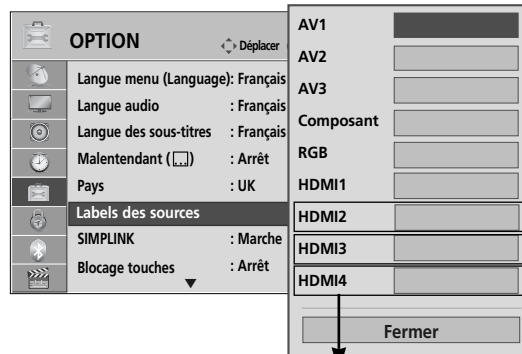 OPTION
Déplacer
Langue menu (Language): Français
Langue audio : Français
Langue des sous-titres : Français
Malentendant ( ) : Arrêt
Pays : UK
Labels des sources
SIMPLINK : Marche
Blocage touches : Arrêt
AV1
AV2
AV3
Composant
RGB
HDMI1
HDMI2
HDMI3
HDMI4
Fermer